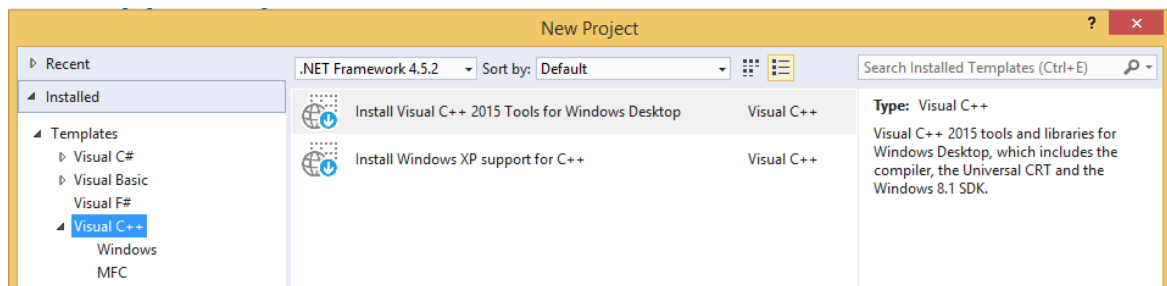 New Project
?
×
Recent
.NET Framework 4.5.2
Sort by: Default
Search Installed Templates (Ctrl+E)
Installed
Templates
Visual C#
Visual Basic
Visual F#
Visual C++
Windows
MFC
Install Visual C++ 2015 Tools for Windows Desktop Visual C++
Install Windows XP support for C++ Visual C++
Type: Visual C++
Visual C++ 2015 tools and libraries for
Windows Desktop, which includes the
compiler, the Universal CRT and the
Windows 8.1 SDK.